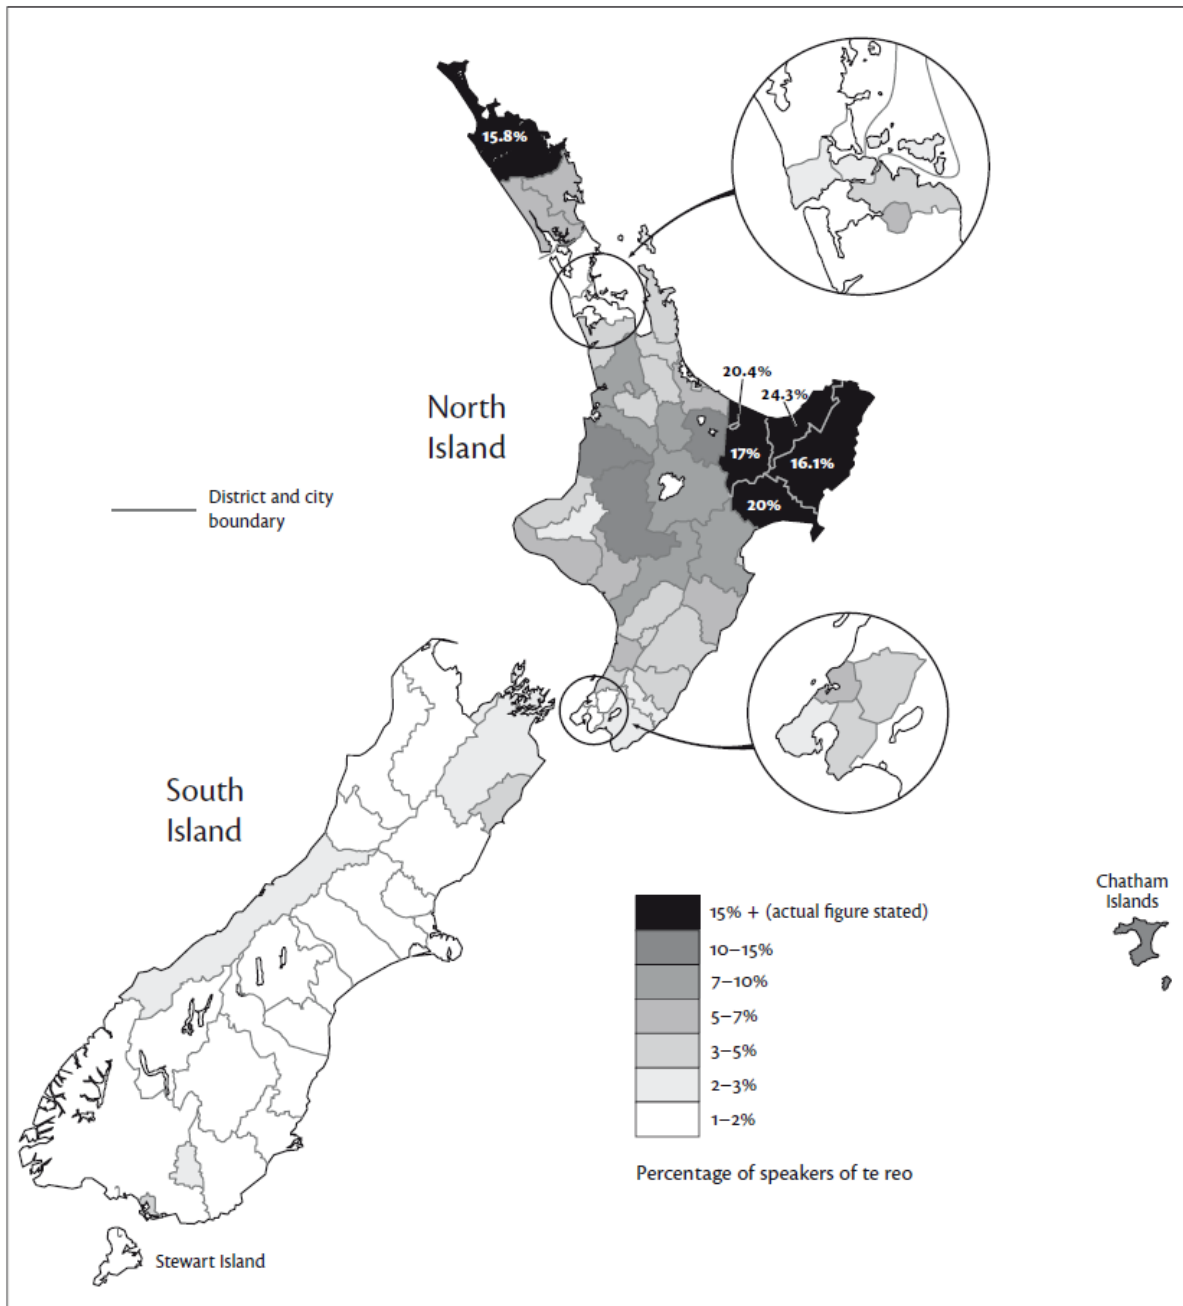 15.8%
North
Island
20.4%
24.3%
17%
16.1%
20%
District and city
boundary
South
Island
Chatham
Islands
15% + (actual figure stated)
10–15%
7–10%
5–7%
3–5%
2–3%
1–2%
Percentage of speakers of te reo
Stewart Island